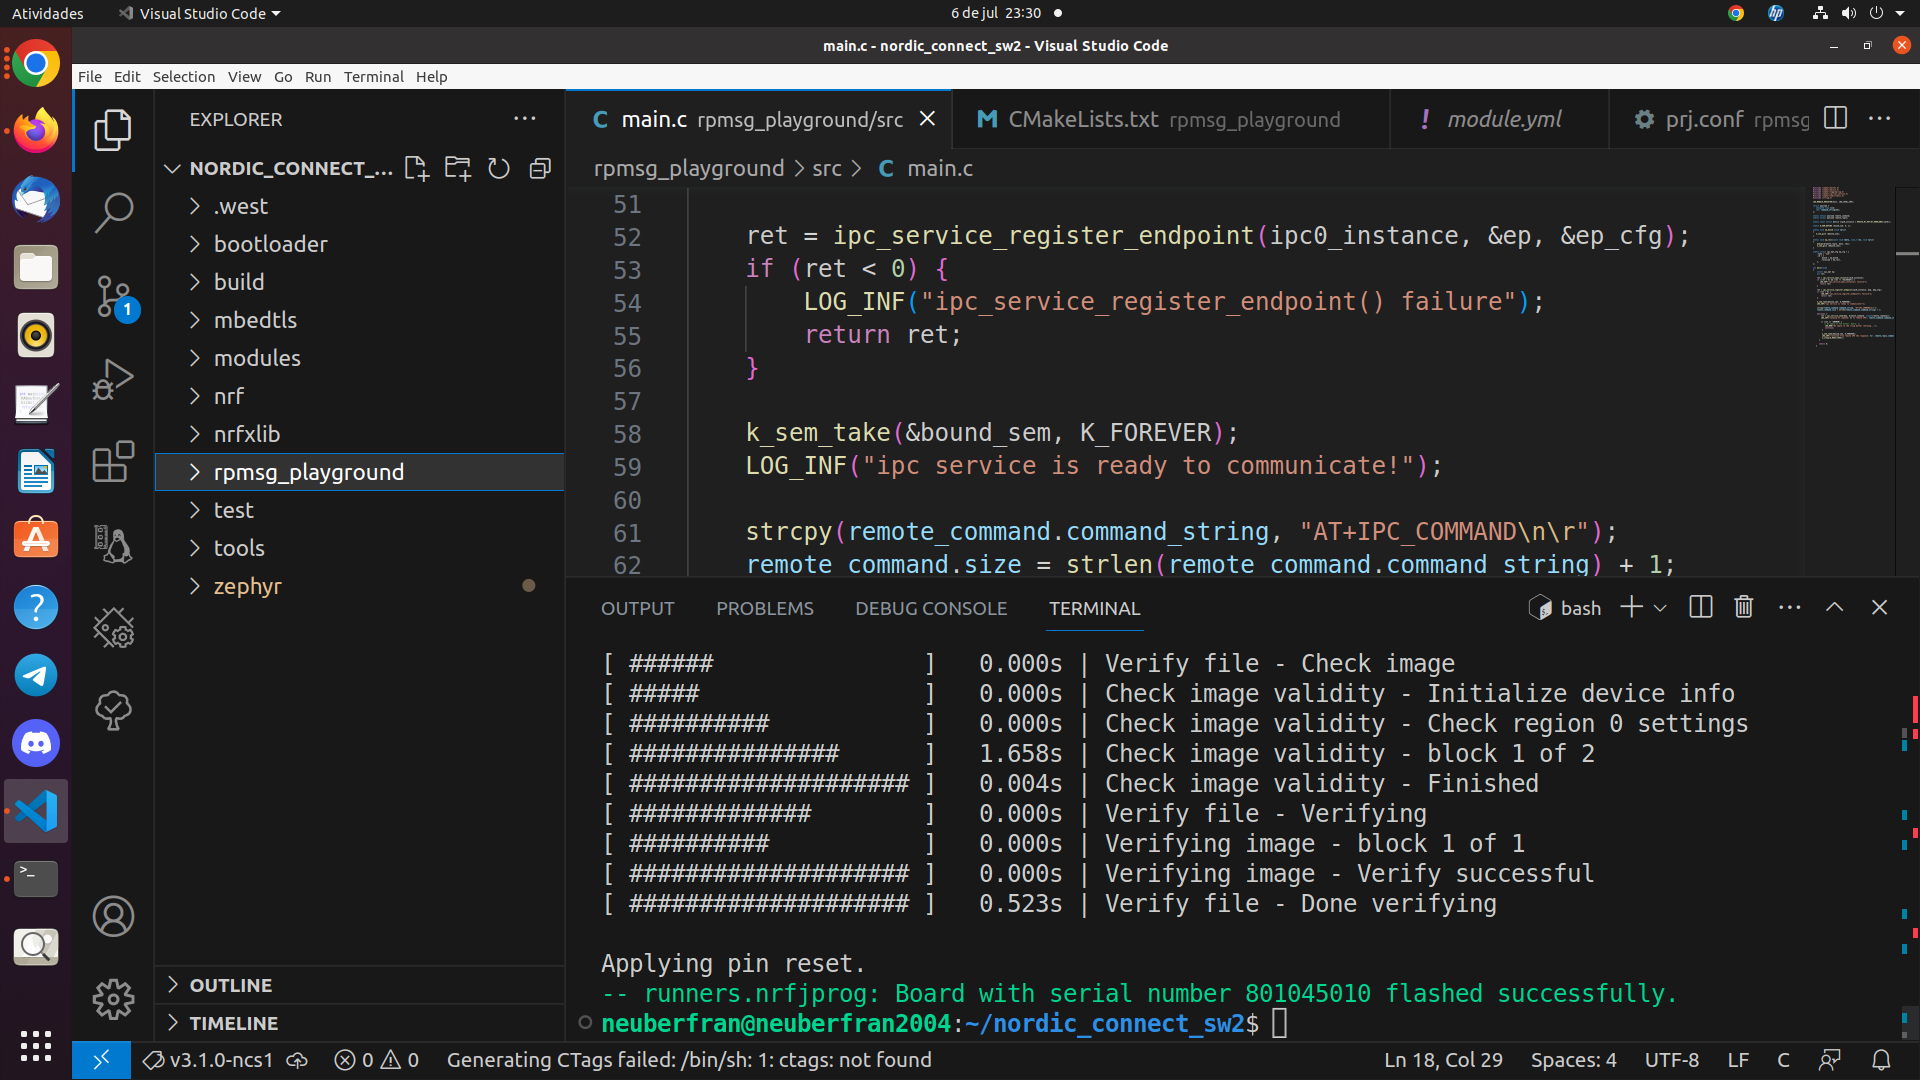 Atividades
Visual Studio Code
6 de jul 23:30
hp
main.c - nordic_connect_sw2 - Visual Studio Code
File Edit Selection View Go Run Terminal Help
EXPLORER
main.c rpmsg_playground/src
CMakeLists.txt rpmsg_playground
! module.yml
prj.conf rpmsg
NORDIC_CONNECT_...
rpmsg_playground > src > C main.c
.west
bootloader
build
mbedtls
modules
nrf
nrfxlib
rpmsg_playground
test
tools
zephyr
1
51
52 ret = ipc_service_register_endpoint(ipc0_instance, &ep, &ep_cfg);
53 if (ret < 0) {
54 LOG_INF("ipc_service_register_endpoint() failure");
55 return ret;
56 }
57
58 k_sem_take(&bound_sem, K_FOREVER);
59 LOG_INF("ipc service is ready to communicate!");
60
61 strcpy(remote_command.command_string, "AT+IPC_COMMAND\n\r");
62 remote_command.size = strlen(remote_command.command_string) + 1;
OUTPUT PROBLEMS DEBUG CONSOLE TERMINAL
bash
[ ###### ] 0.000s | Verify file - Check image
[ ##### ] 0.000s | Check image validity - Initialize device info
[ ########## ] 0.000s | Check image validity - Check region 0 settings
[ ############### ] 1.658s | Check image validity - block 1 of 2
[ #################### ] 0.004s | Check image validity - Finished
[ ############# ] 0.000s | Verify file - Verifying
[ ########## ] 0.000s | Verifying image - block 1 of 1
[ #################### ] 0.000s | Verifying image - Verify successful
[ #################### ] 0.523s | Verify file - Done verifying
Applying pin reset.
-- runners.nrfjprog: Board with serial number 801045010 flashed successfully.
neuberfran@neuberfran2004:~/nordic_connect_sw2$
OUTLINE
TIMELINE
v3.1.0-ncs1
0 0
Generating CTags failed: /bin/sh: 1: ctags: not found
Ln 18, Col 29
Spaces: 4
UTF-8
LF
C